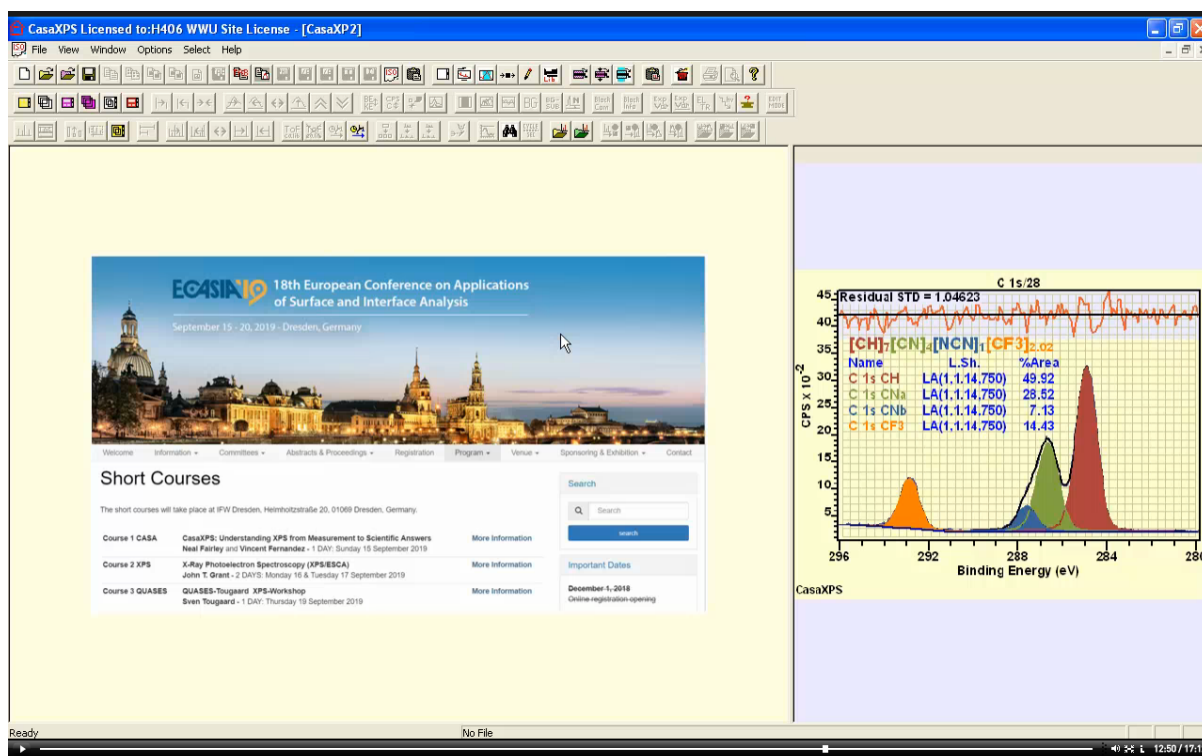 CasaXPS Licensed to:H406 WWU Site License - [CasaXP2]
File View Window Options Select Help
ECASIA'19 18th European Conference on Applications
of Surface and Interface Analysis
September 15 - 20, 2019 - Dresden, Germany
Welcome Information Committees Abstracts & Proceedings Registration Program Venue Sponsoring & Exhibition Contact
Short Courses
The short courses will take place at IFW Dresden, Helmholtzstraße 20, 01069 Dresden, Germany.
Course 1 CASA CasaXPS: Understanding XPS from Measurement to Scientific Answers More Information
Neal Fairley and Vincent Fernandez - 1 DAY: Sunday 15 September 2019
Course 2 XPS X-Ray Photoelectron Spectroscopy (XPS/ESCA) More Information
John T. Grant - 2 DAYS: Monday 16 & Tuesday 17 September 2019
Course 3 QUASES QUASES-Tougaard XPS-Workshop More Information
Sven Tougaard - 1 DAY: Thursday 19 September 2019
Search
Search
search
Important Dates
December 1, 2018
Online registration opening
C 1s/28
Residual STD = 1.04623
[CH]7[CN]4[NCN]1[CF3]2.02
Name L.Sh. %Area
C 1s CH LA(1,1.14,750) 49.92
C 1s CNa LA(1,1.14,750) 28.52
C 1s CNb LA(1,1.14,750) 7.13
C 1s CF3 LA(1,1.14,750) 14.43
CPS x 10-2
45
40
35
30
25
20
15
10
5
296 292 288 284 280
Binding Energy (eV)
CasaXPS
Ready No File
12:50